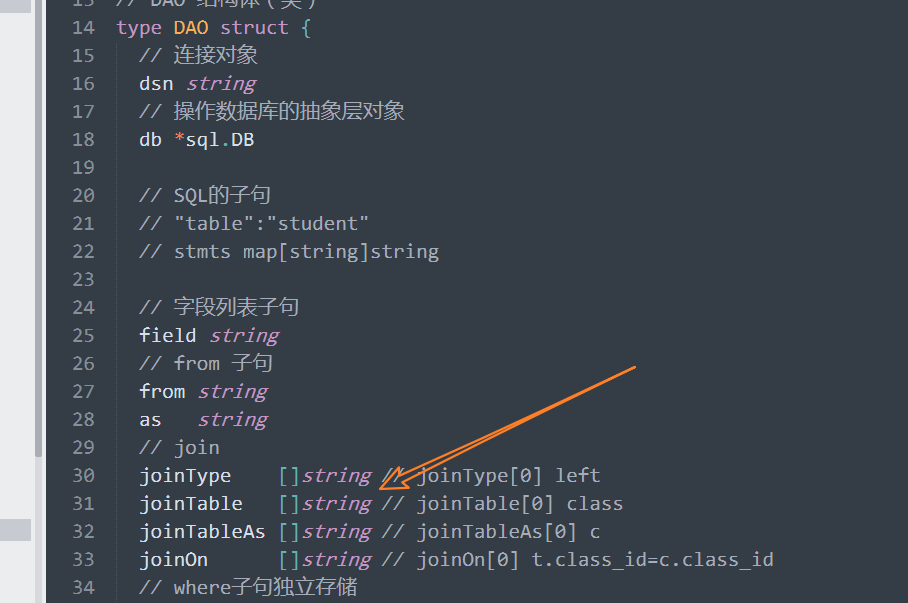 13 // DAO 结构体（类）
14 type DAO struct {
15 // 连接对象
16 dsn string
17 // 操作数据库的抽象层对象
18 db *sql.DB
19
20 // SQL的子句
21 // "table":"student"
22 // stmts map[string]string
23
24 // 字段列表子句
25 field string
26 // from 子句
27 from string
28 as string
29 // join
30 joinType []string // joinType[0] left
31 joinTable []string // joinTable[0] class
32 joinTableAs []string // joinTableAs[0] c
33 joinOn []string // joinOn[0] t.class_id=c.class_id
34 // where子句独立存储